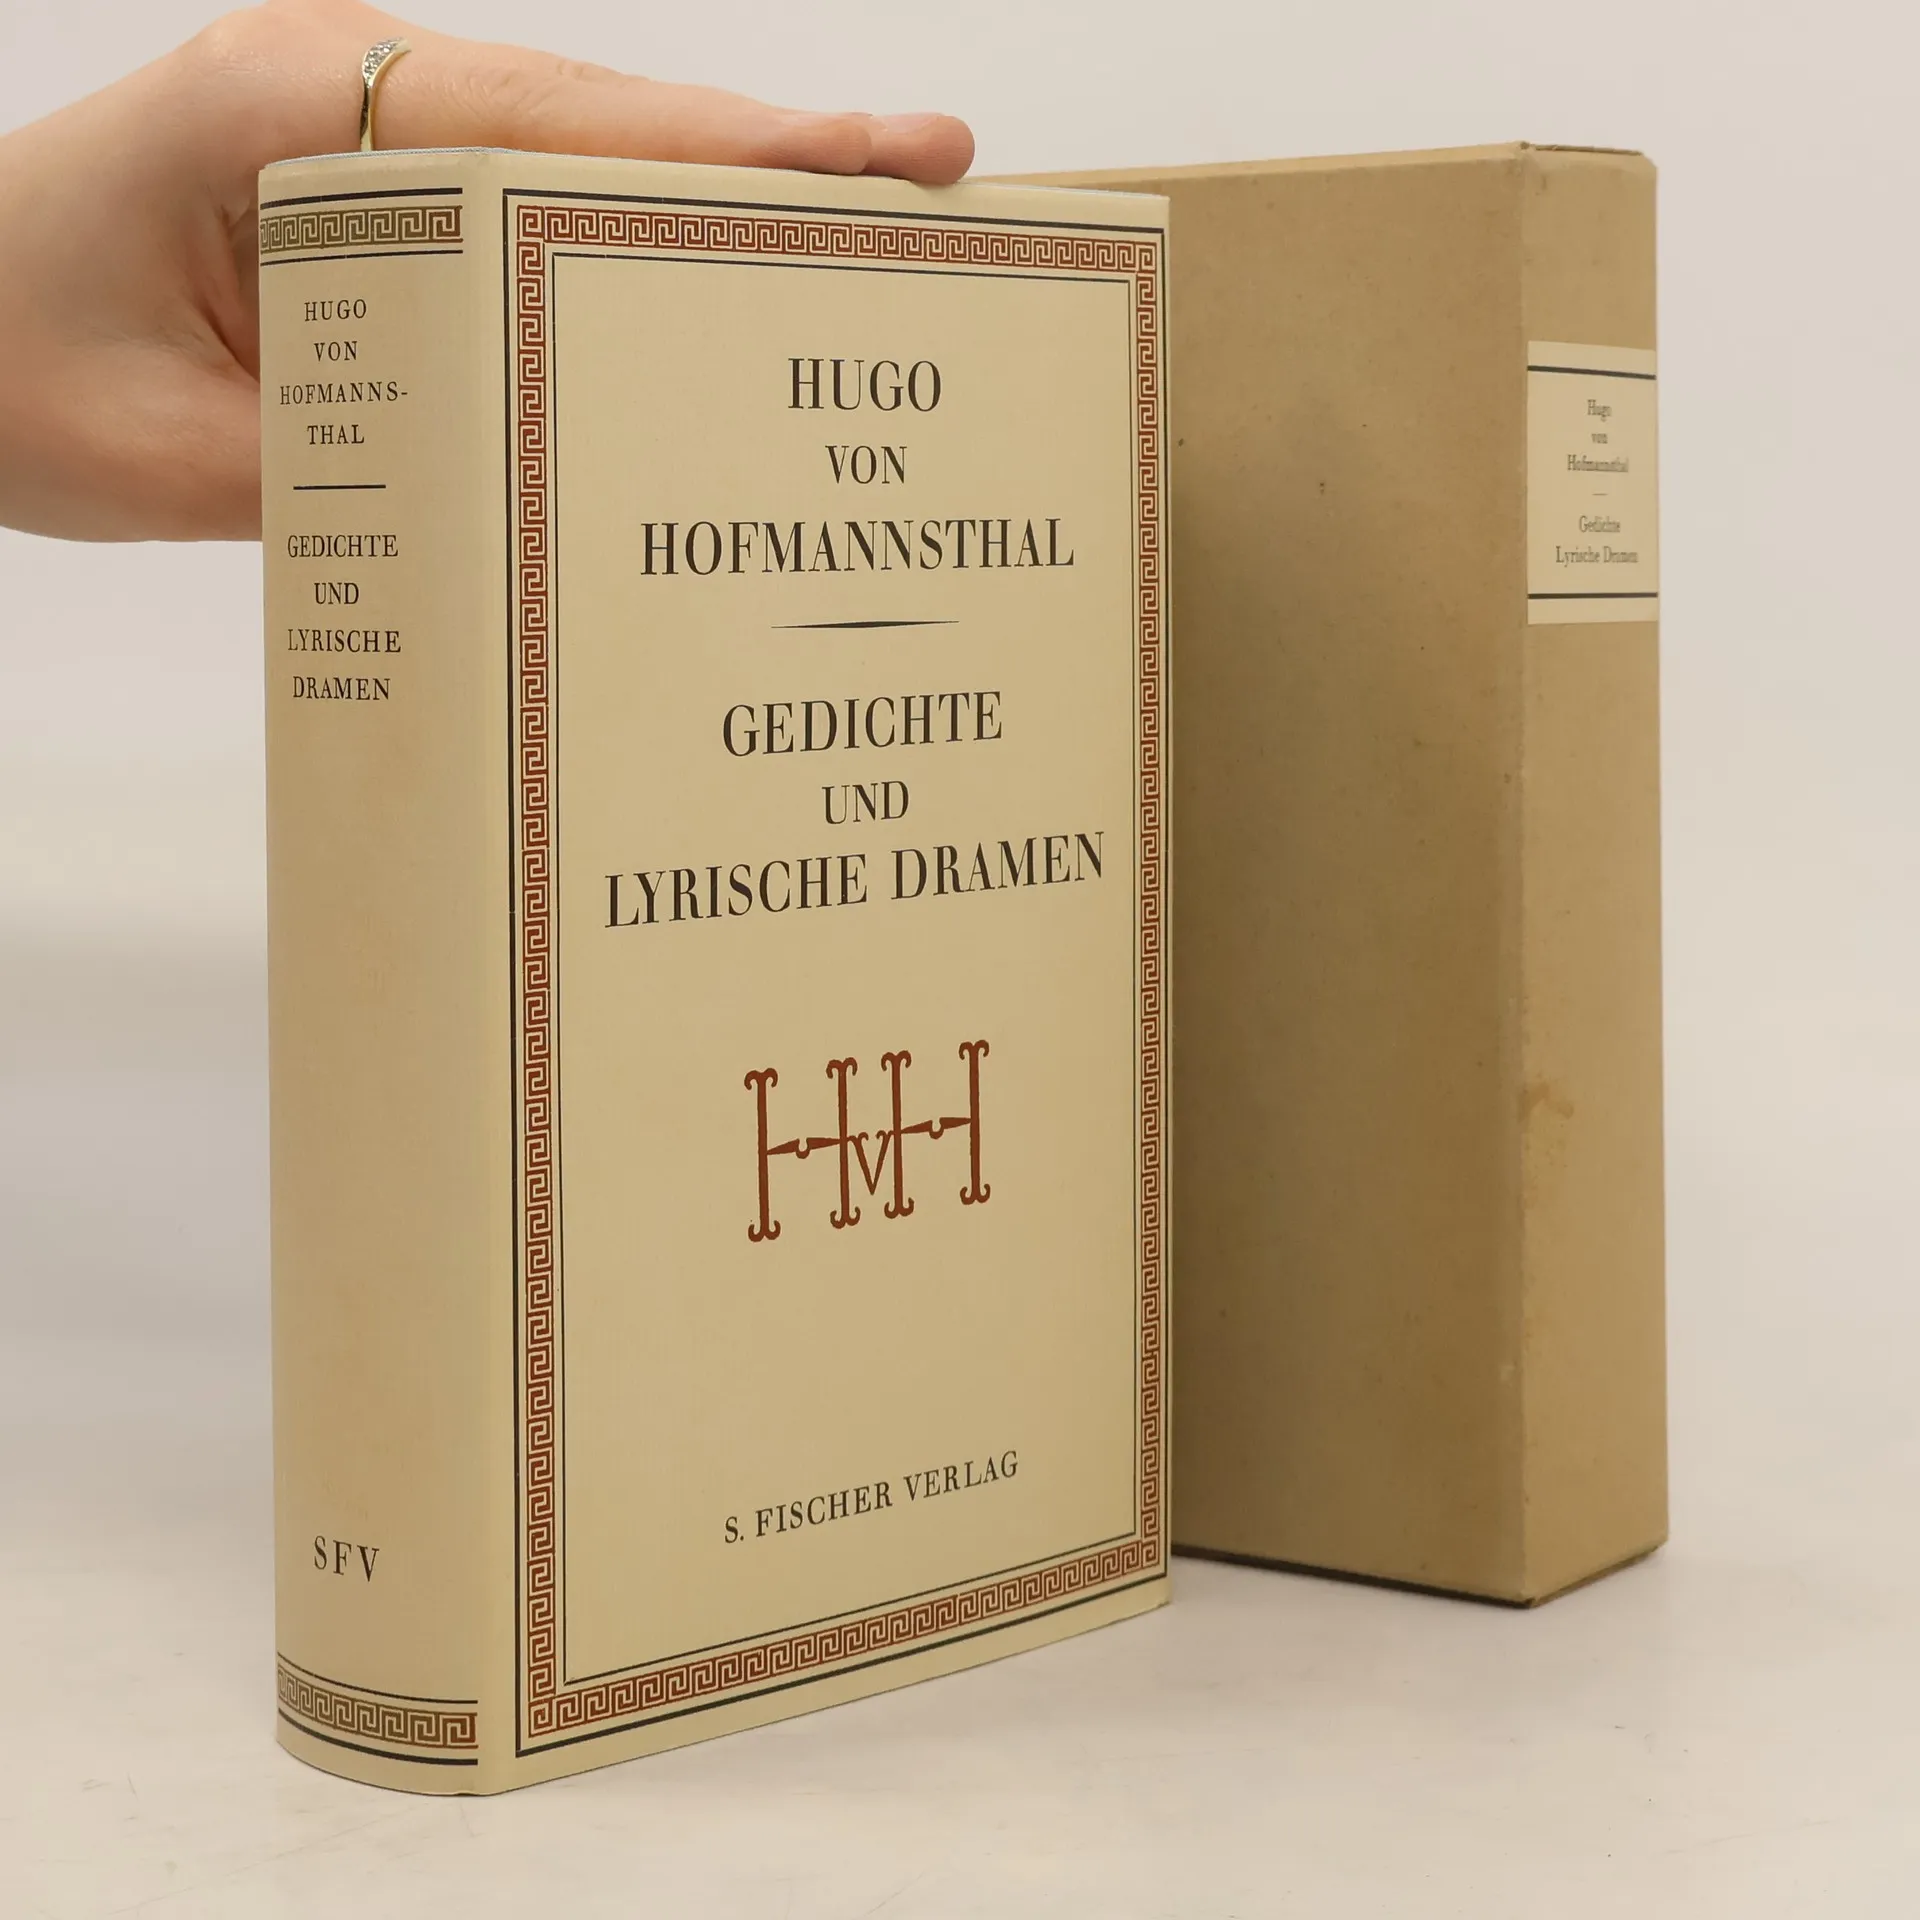 HUGO
VON
HOFMANNS-
THAL
GEDICHTE
UND
LYRISCHE
DRAMEN
SFV
HUGO
VON
HOFMANNSTHAL
GEDICHTE
UND
LYRISCHE DRAMEN
HvH
S. FISCHER VERLAG
Hugo
von
Hofmannsthal
Gedichte
Lyrische Dramen